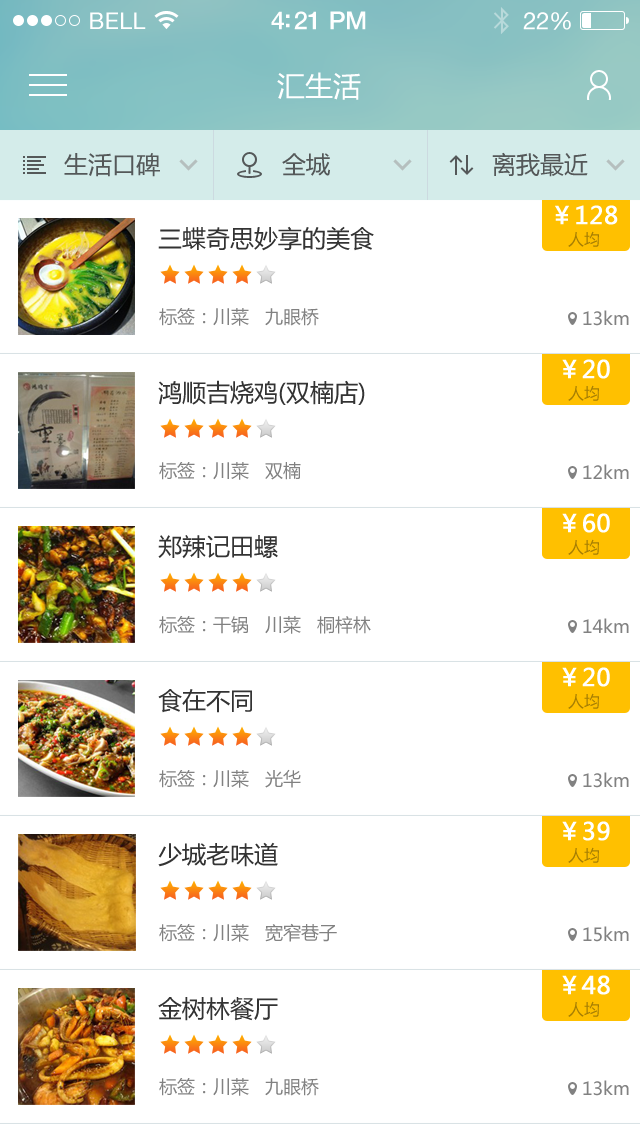 BELL 4:21 PM 22%
汇生活
生活口碑 全城 离我最近
三蝶奇思妙享的美食
¥128
人均
标签：川菜 九眼桥 13km
鸿顺吉烧鸡(双楠店)
¥20
人均
标签：川菜 双楠 12km
郑辣记田螺
¥60
人均
标签：干锅 川菜 桐梓林 14km
食在不同
¥20
人均
标签：川菜 光华 13km
少城老味道
¥39
人均
标签：川菜 宽窄巷子 15km
金树林餐厅
¥48
人均
标签：川菜 九眼桥 13km